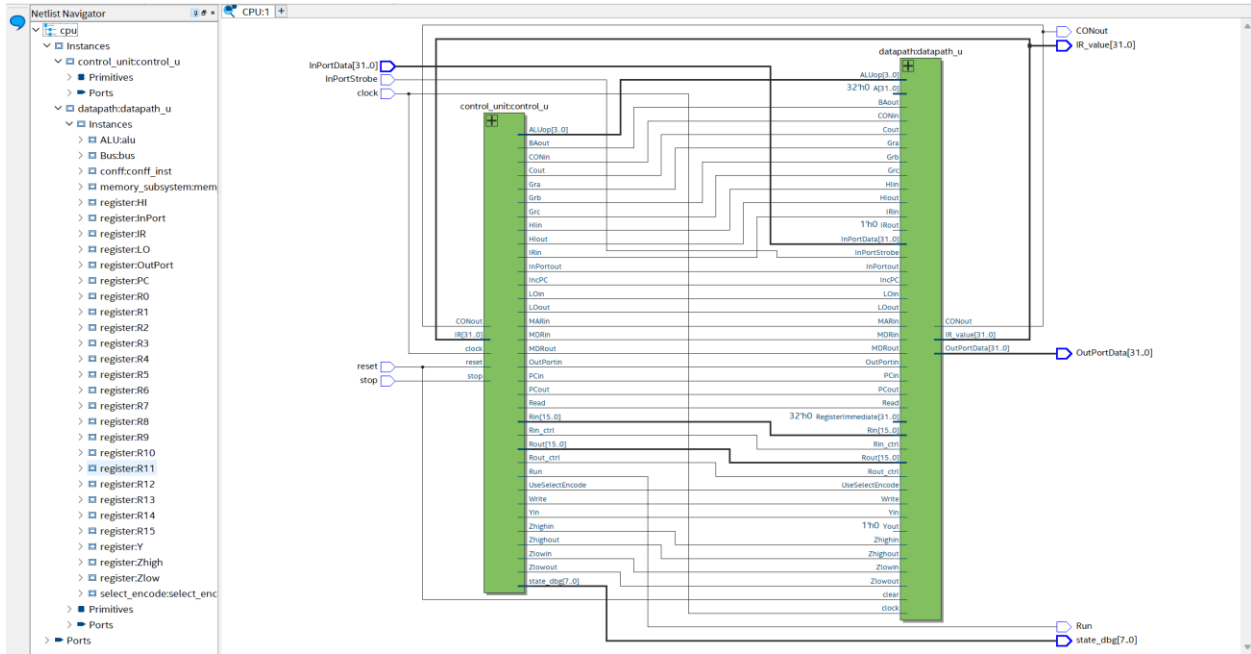 Netlist Navigator
CPU:1
cpu
Instances
control_unit:control_u
Primitives
Ports
datapath:datapath_u
Instances
ALU:alu
Bus:bus
conff:conff_inst
memory_subsystem:mem
register:HI
register:InPort
register:IR
register:LO
register:OutPort
register:PC
register:R0
register:R1
register:R2
register:R3
register:R4
register:R5
register:R6
register:R7
register:R8
register:R9
register:R10
register:R11
register:R12
register:R13
register:R14
register:R15
register:Y
register:Zhigh
register:Zlow
select_encode:select_enc
Primitives
Ports
Ports
InPortData[31..0]
InPortStrobe
clock
reset
stop
control_unit:control_u
CONout
IR[31..0]
clock
reset
stop
ALUop[3..0]
BAout
CONin
Cout
Gra
Grb
Grc
HIin
HIout
IRin
InPortout
IncPC
LOin
LOout
MARin
MDRin
MDRout
OutPortin
PCin
PCout
Read
Rin[15..0]
Rin_ctrl
Rout[15..0]
Rout_ctrl
Run
UseSelectEncode
Write
Yin
Zhighin
Zhighout
Zlowin
Zlowout
state_dbg[7..0]
datapath:datapath_u
ALUop[3..0]
32'h0 A[31..0]
BAout
CONin
Cout
Gra
Grb
Grc
HIin
HIout
IRin
1'h0 IRout
InPortData[31..0]
InPortStrobe
InPortout
IncPC
LOin
LOout
MARin
MDRin
MDRout
OutPortin
PCin
PCout
Read
32'h0 RegisterImmediate[31..0]
Rin[15..0]
Rin_ctrl
Rout[15..0]
Rout_ctrl
UseSelectEncode
Write
Yin
1'h0 Yout
Zhighin
Zhighout
Zlowin
Zlowout
clear
clock
CONout
IR_value[31..0]
OutPortData[31..0]
CONout
IR_value[31..0]
OutPortData[31..0]
Run
state_dbg[7..0]